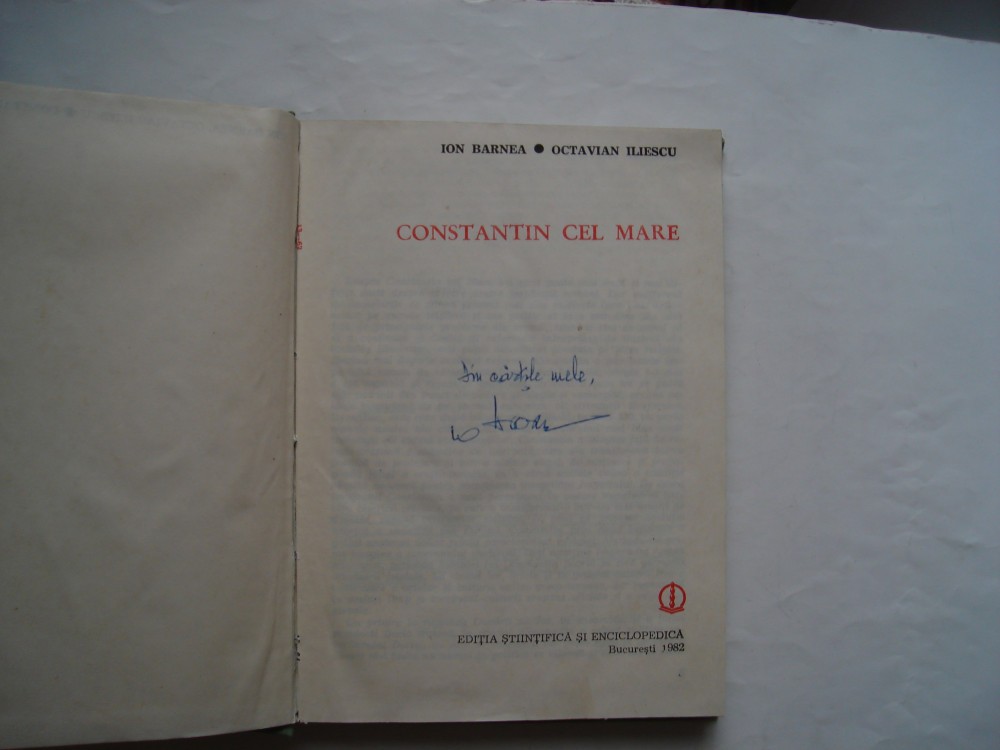 ION BARNEA ● OCTAVIAN ILIESCU
CONSTANTIN CEL MARE
Din cărțile mele,
EDIȚIA ȘTIINȚIFICĂ ȘI ENCICLOPEDICĂ
București 1982